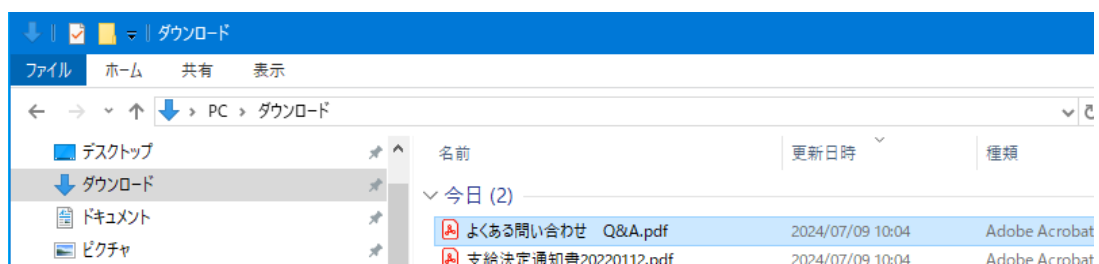 ダウンロード
ファイル ホーム 共有 表示
PC › ダウンロード
デスクトップ
ダウンロード
ドキュメント
ピクチャ
名前 更新日時 種類
今日 (2)
よくある問い合わせ　Q&A.pdf 2024/07/09 10:04 Adobe Acrobat
支給決定通知書20220112.pdf 2024/07/09 10:04 Adobe Acrobat